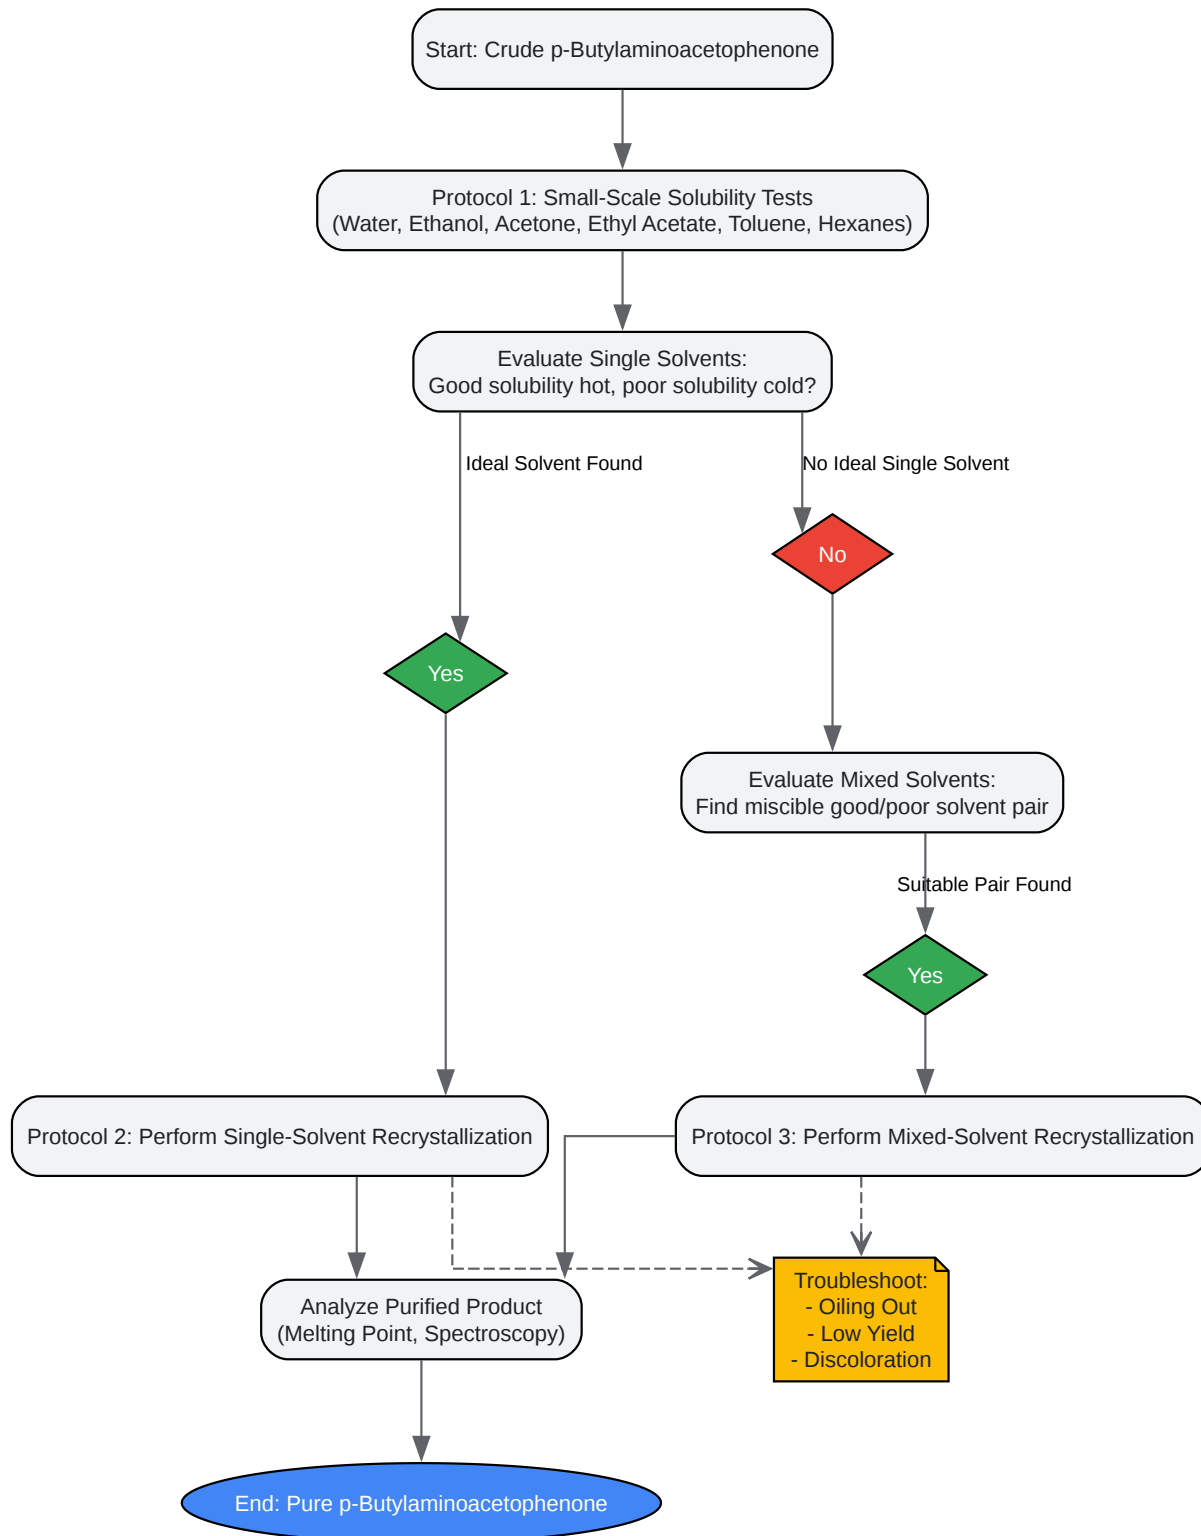 Start: Crude p-Butylaminoacetophenone
Protocol 1: Small-Scale Solubility Tests
(Water, Ethanol, Acetone, Ethyl Acetate, Toluene, Hexanes)
Evaluate Single Solvents:
Good solubility hot, poor solubility cold?
Ideal Solvent Found
No Ideal Single Solvent
No
Yes
Evaluate Mixed Solvents:
Find miscible good/poor solvent pair
Suitable Pair Found
Yes
Protocol 2: Perform Single-Solvent Recrystallization
Protocol 3: Perform Mixed-Solvent Recrystallization
Troubleshoot:
- Oiling Out
- Low Yield
- Discoloration
Analyze Purified Product
(Melting Point, Spectroscopy)
End: Pure p-Butylaminoacetophenone